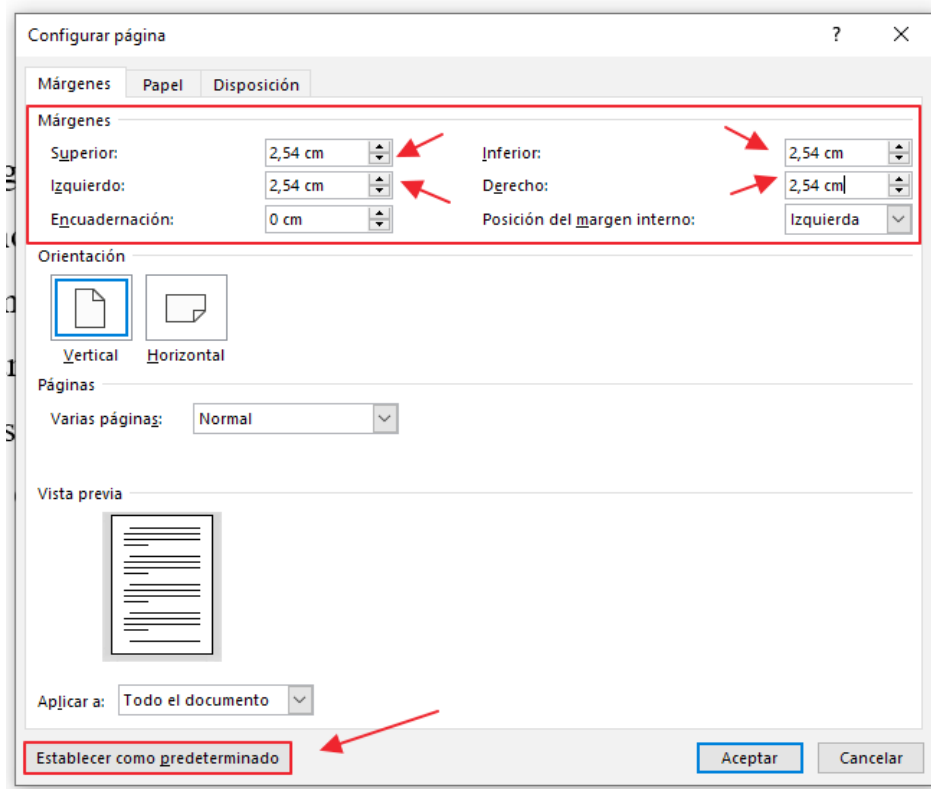 Configurar página
Márgenes Papel Disposición
Márgenes
Superior: 2,54 cm Inferior: 2,54 cm
Izquierdo: 2,54 cm Derecho: 2,54 cm
Encuadernación: 0 cm Posición del margen interno: Izquierda
Orientación
Vertical Horizontal
Páginas
Varias páginas: Normal
Vista previa
Aplicar a: Todo el documento
Establecer como predeterminado Aceptar Cancelar